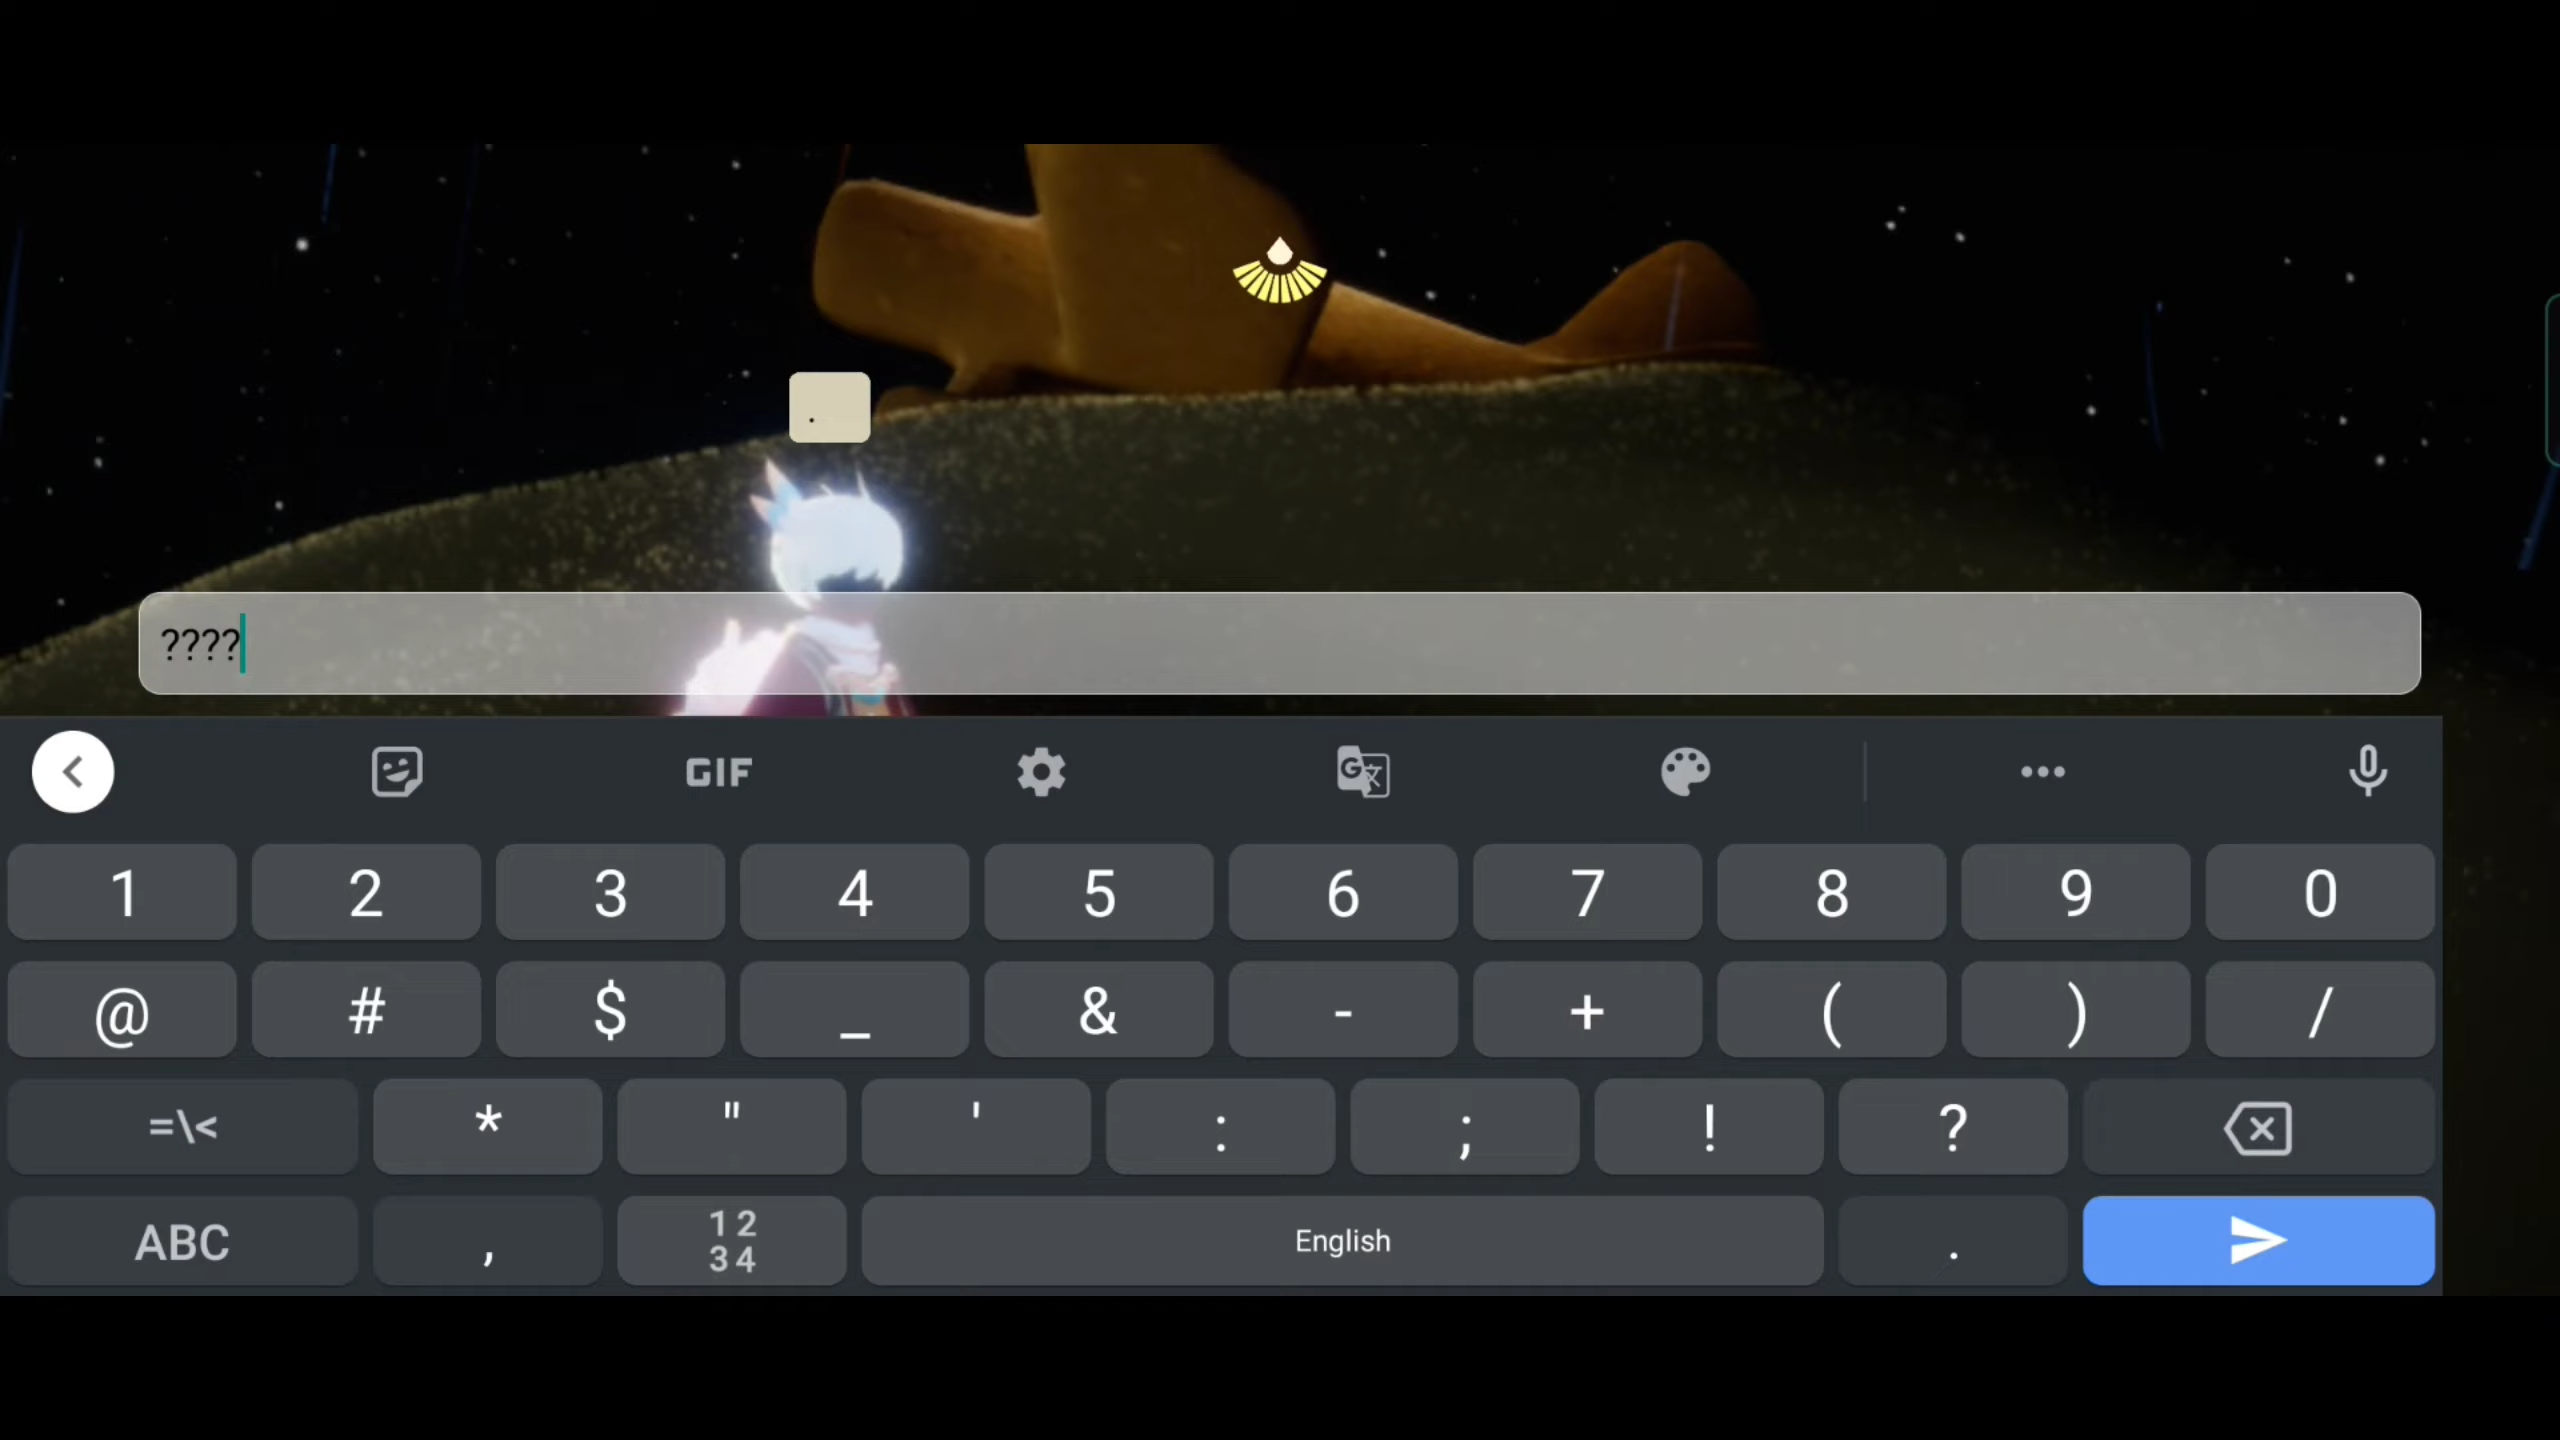 .
????
GIF
1 2 3 4 5 6 7 8 9 0
@ # $ _ & - + ( ) /
=\< * " ' : ; ! ?
ABC , 12 34 English .